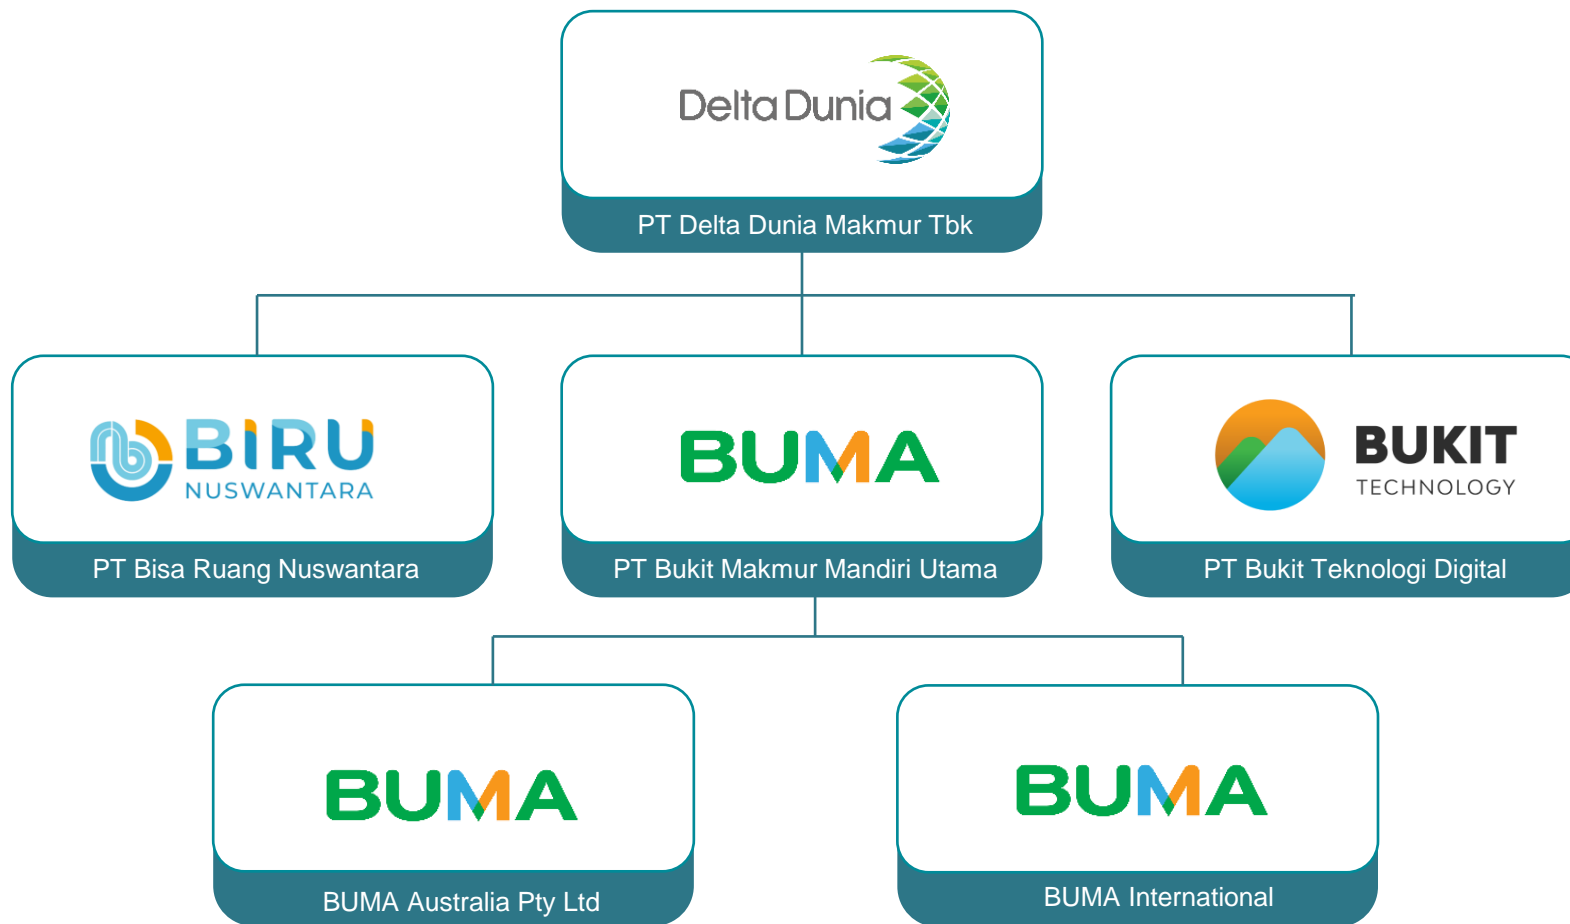 Delta Dunia
PT Delta Dunia Makmur Tbk
BIRU
NUSWANTARA
BUMA
BUKIT
TECHNOLOGY
PT Bisa Ruang Nuswantara
PT Bukit Makmur Mandiri Utama
PT Bukit Teknologi Digital
BUMA
BUMA
BUMA Australia Pty Ltd
BUMA International